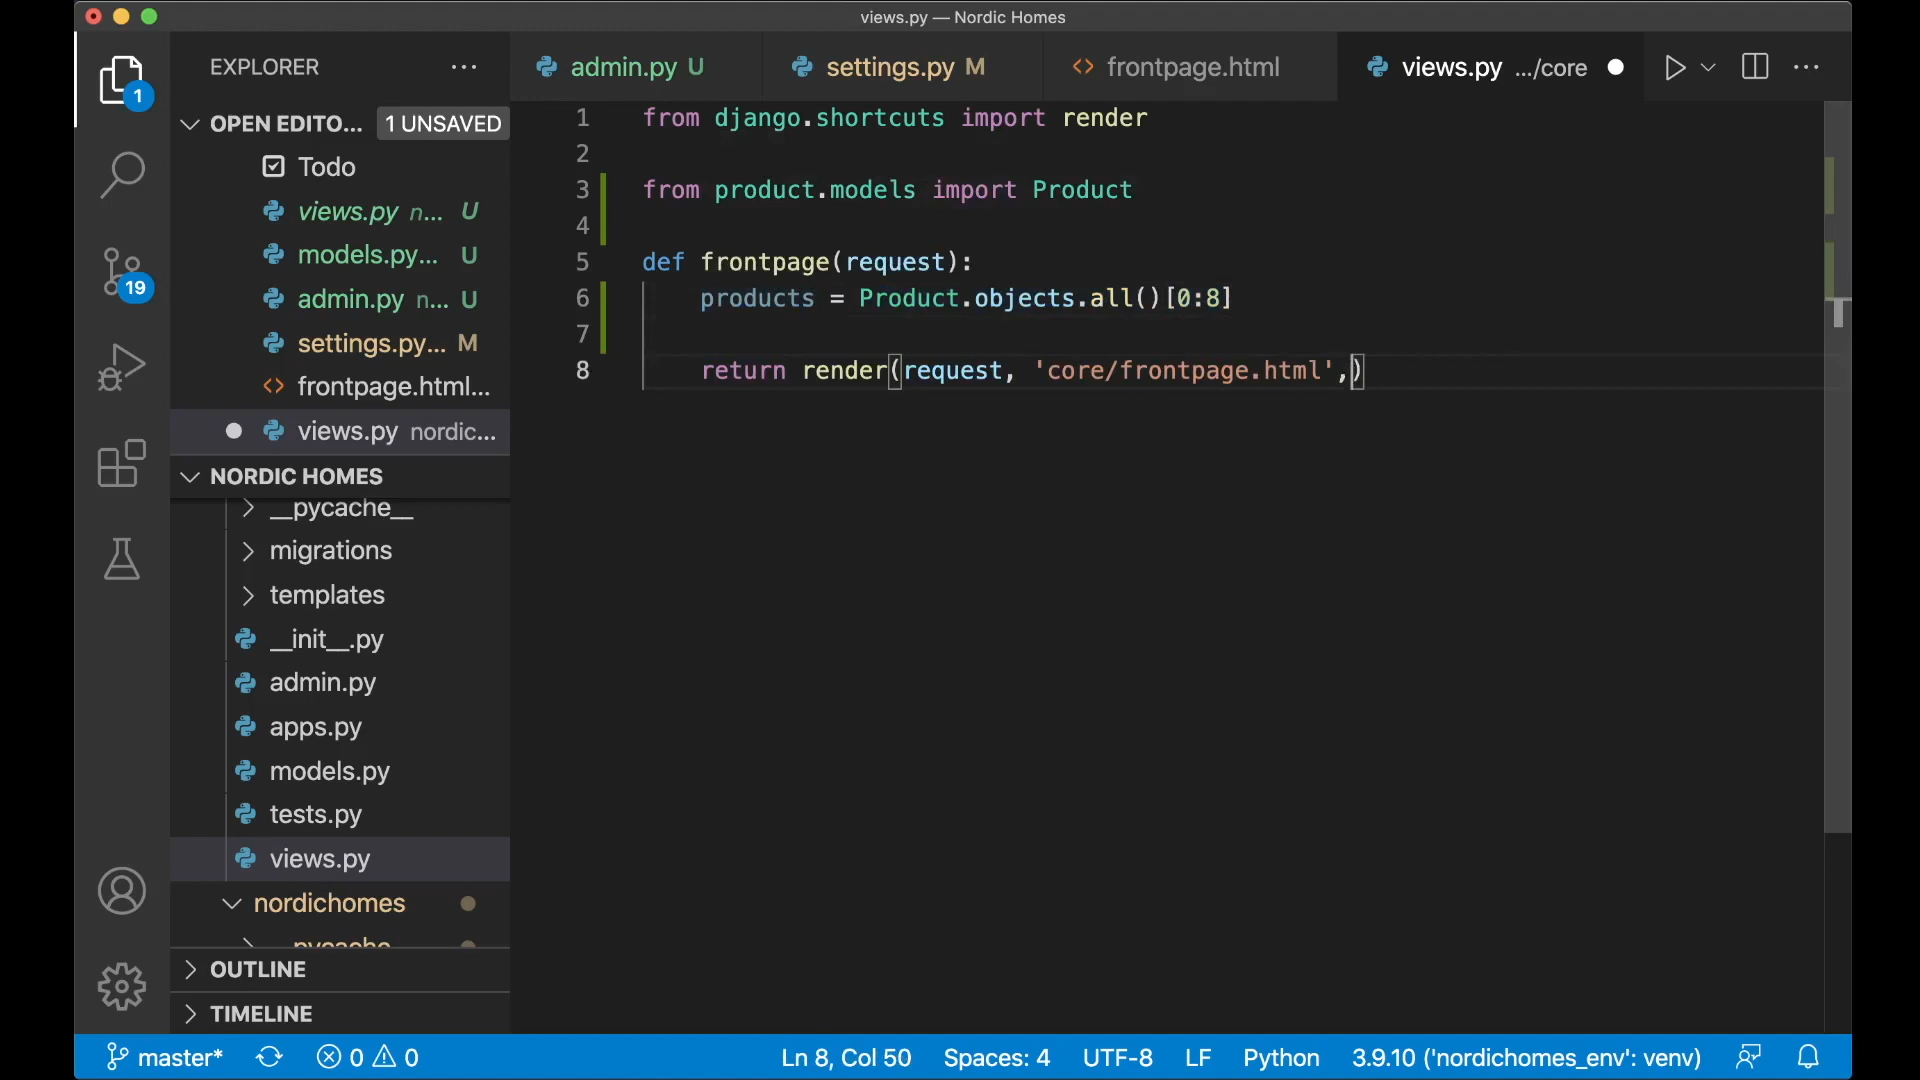 views.py — Nordic Homes
EXPLORER
admin.py U
settings.py M
frontpage.html
views.py .../core
1
OPEN EDITO... 1 UNSAVED
Todo
views.py n... U
models.py... U
admin.py n... U
settings.py... M
frontpage.html...
views.py nordic...
19
NORDIC HOMES
__pycache__
migrations
templates
__init__.py
admin.py
apps.py
models.py
tests.py
views.py
nordichomes
__pycache__
OUTLINE
TIMELINE
1 from django.shortcuts import render
2
3 from product.models import Product
4
5 def frontpage(request):
6 products = Product.objects.all()[0:8]
7
8 return render(request, 'core/frontpage.html',)
master* 0 0 Ln 8, Col 50 Spaces: 4 UTF-8 LF Python 3.9.10 ('nordichomes_env': venv)